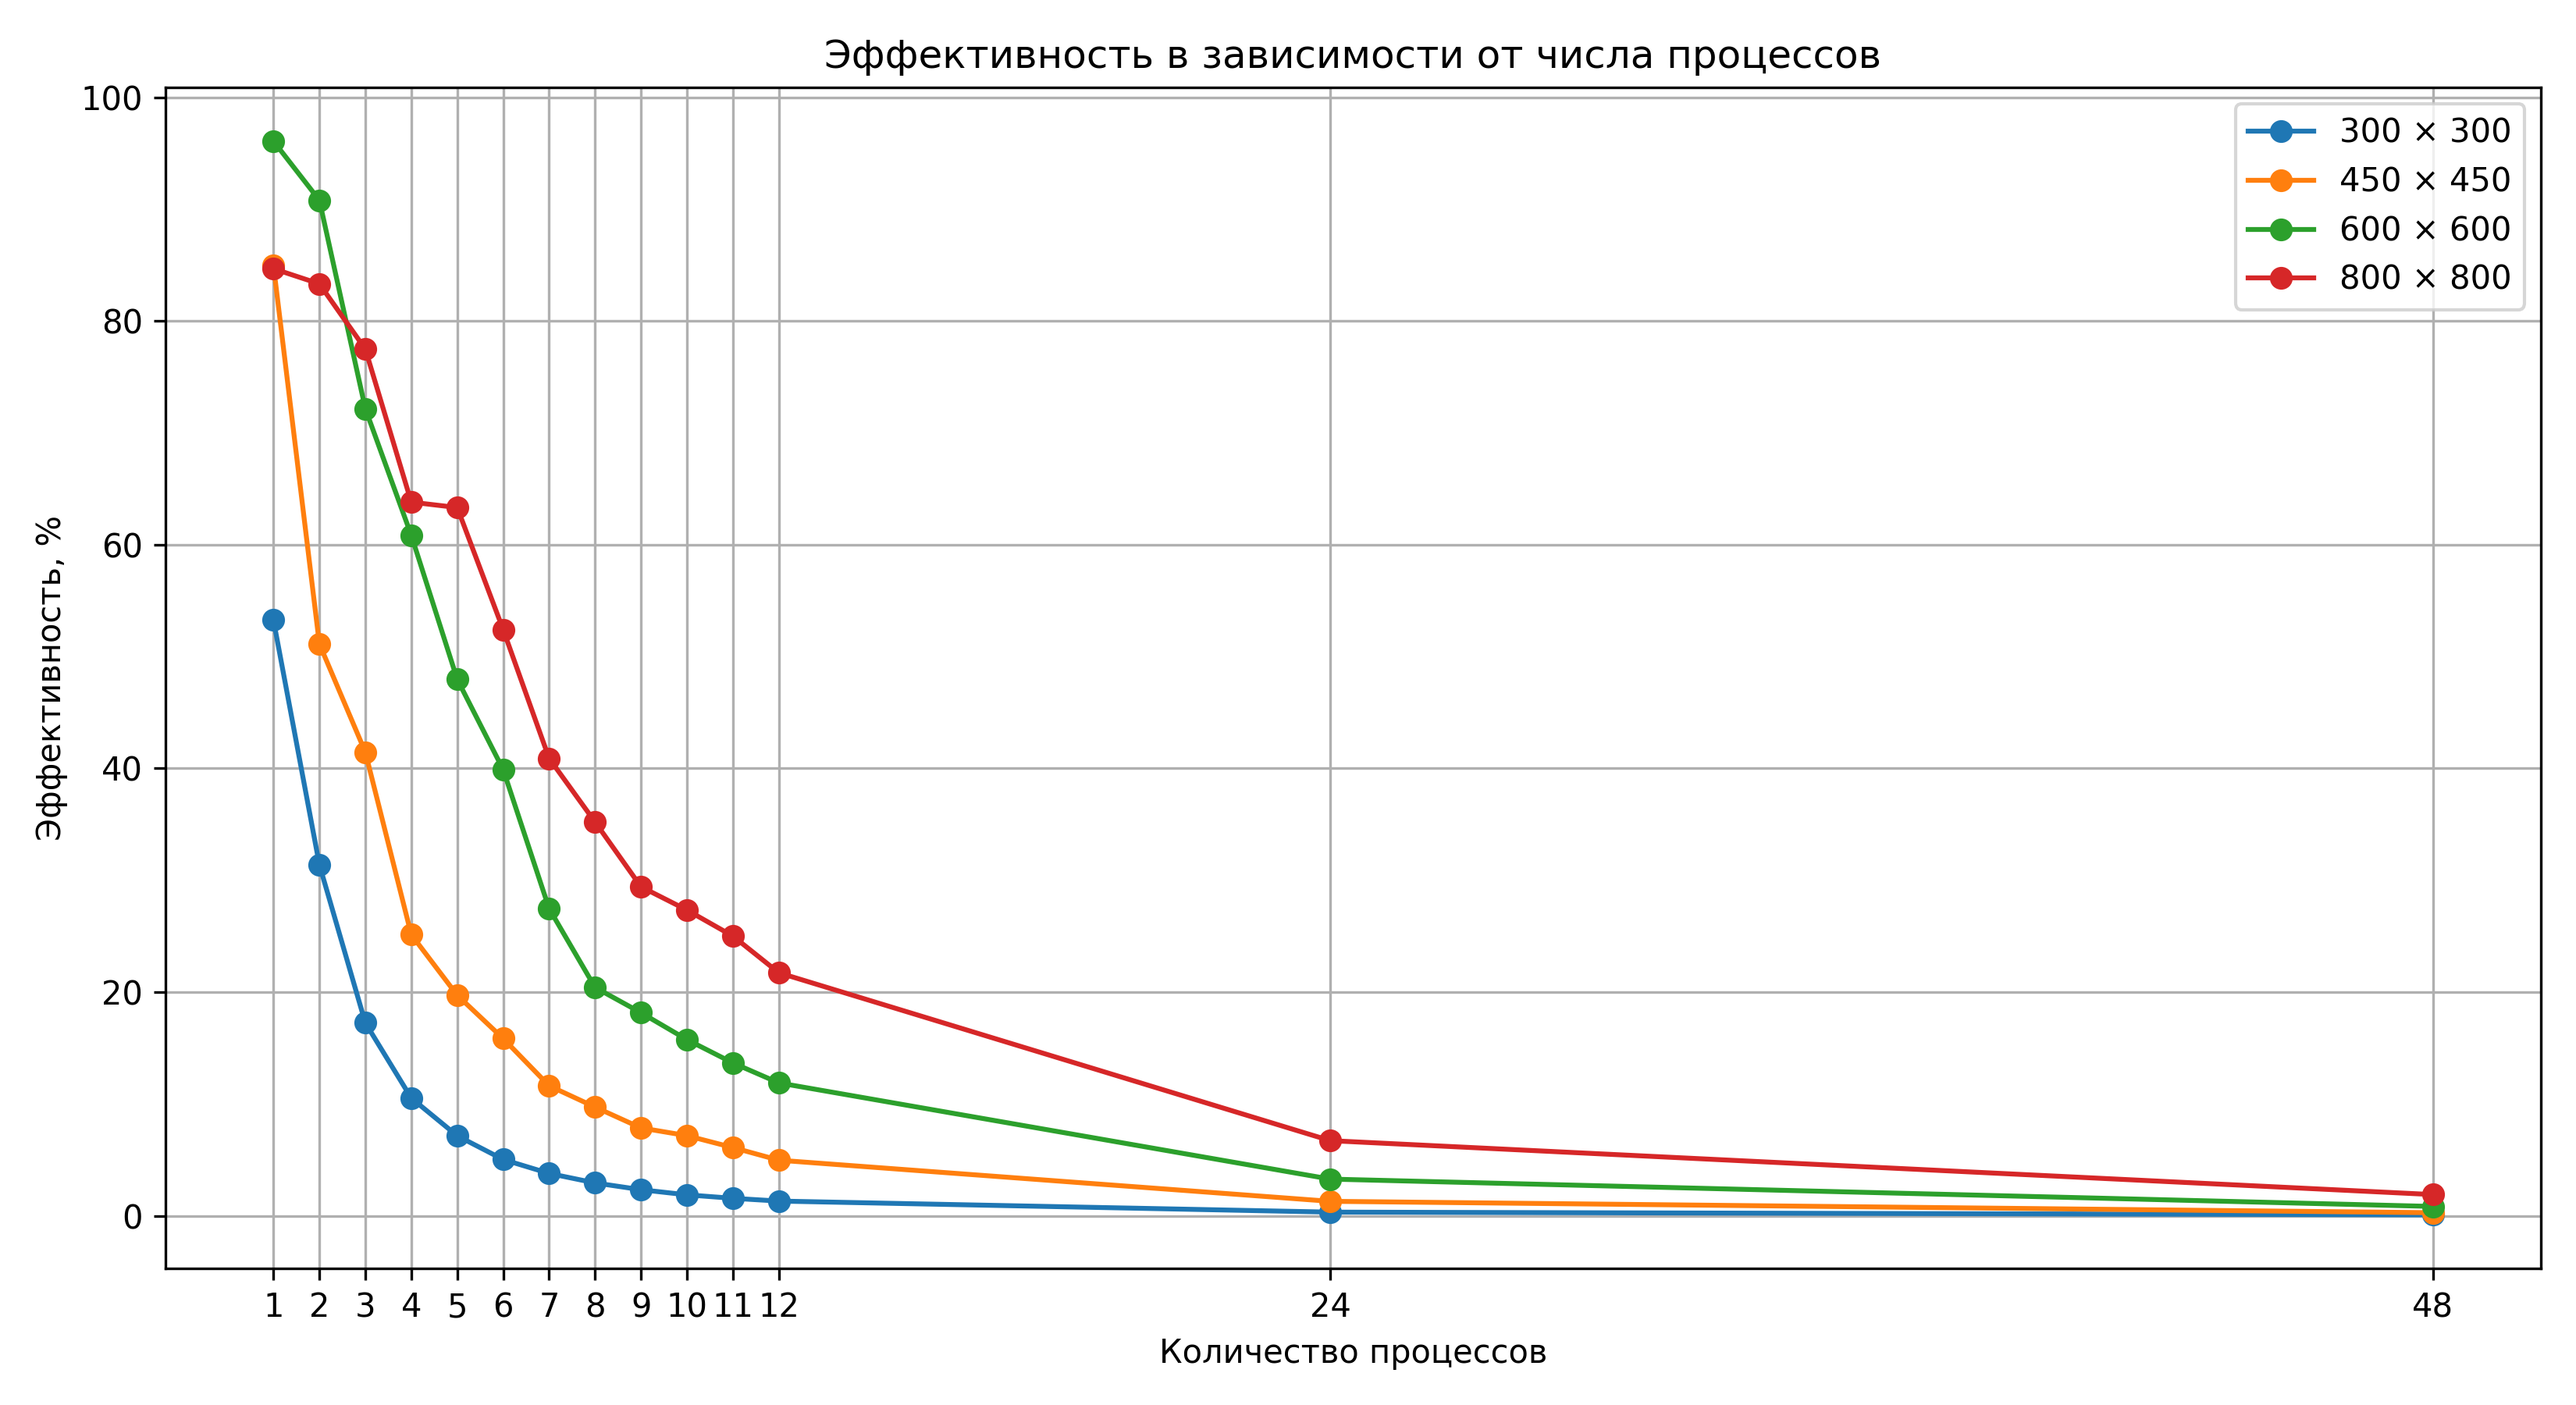 Эффективность в зависимости от числа процессов
Эффективность, %
100
80
60
40
20
0
300 × 300
450 × 450
600 × 600
800 × 800
1 2 3 4 5 6 7 8 9 10 11 12 24 48
Количество процессов